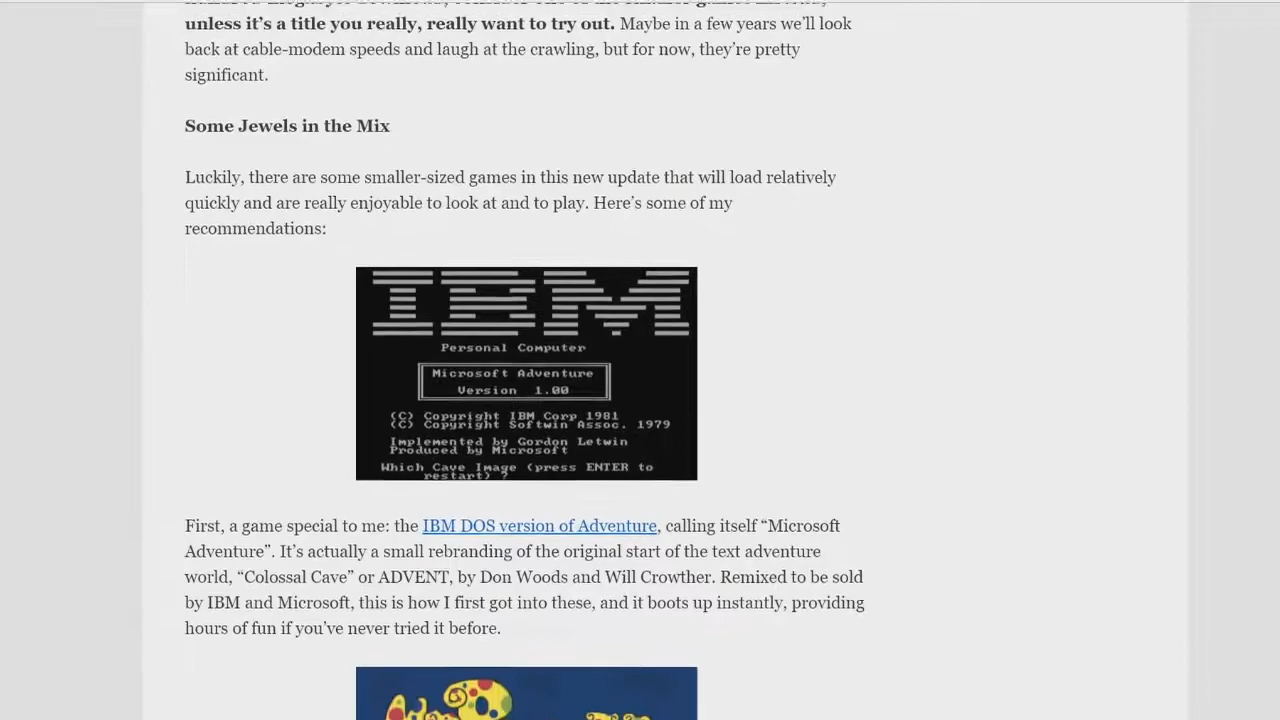 unless it’s a title you really, really want to try out. Maybe in a few years we’ll look
back at cable-modem speeds and laugh at the crawling, but for now, they’re pretty
significant.
Some Jewels in the Mix
Luckily, there are some smaller-sized games in this new update that will load relatively
quickly and are really enjoyable to look at and to play. Here’s some of my
recommendations:
IBM
Personal Computer
Microsoft Adventure
Version 1.00
(C) Copyright IBM Corp 1981
(C) Copyright Softwin Assoc. 1979
Implemented by Gordon Letwin
Produced by Microsoft
Which Cave Image (press ENTER to
restart) ?
First, a game special to me: the IBM DOS version of Adventure, calling itself “Microsoft
Adventure”. It’s actually a small rebranding of the original start of the text adventure
world, “Colossal Cave” or ADVENT, by Don Woods and Will Crowther. Remixed to be sold
by IBM and Microsoft, this is how I first got into these, and it boots up instantly, providing
hours of fun if you’ve never tried it before.